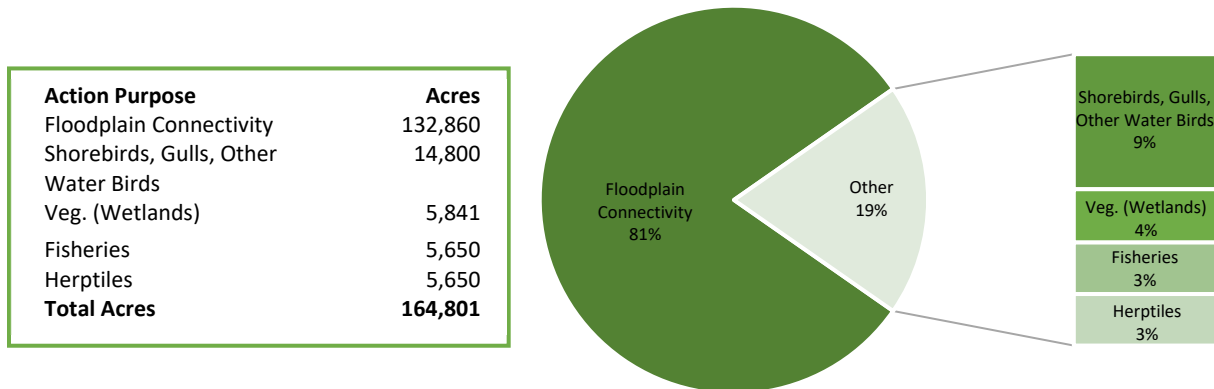 Action Purpose Acres
Floodplain Connectivity 132,860
Shorebirds, Gulls, Other 14,800
Water Birds
Veg. (Wetlands) 5,841
Fisheries 5,650
Herptiles 5,650
Total Acres 164,801
Floodplain
Connectivity
81%
Other
19%
Shorebirds, Gulls,
Other Water Birds
9%
Veg. (Wetlands)
4%
Fisheries
3%
Herptiles
3%